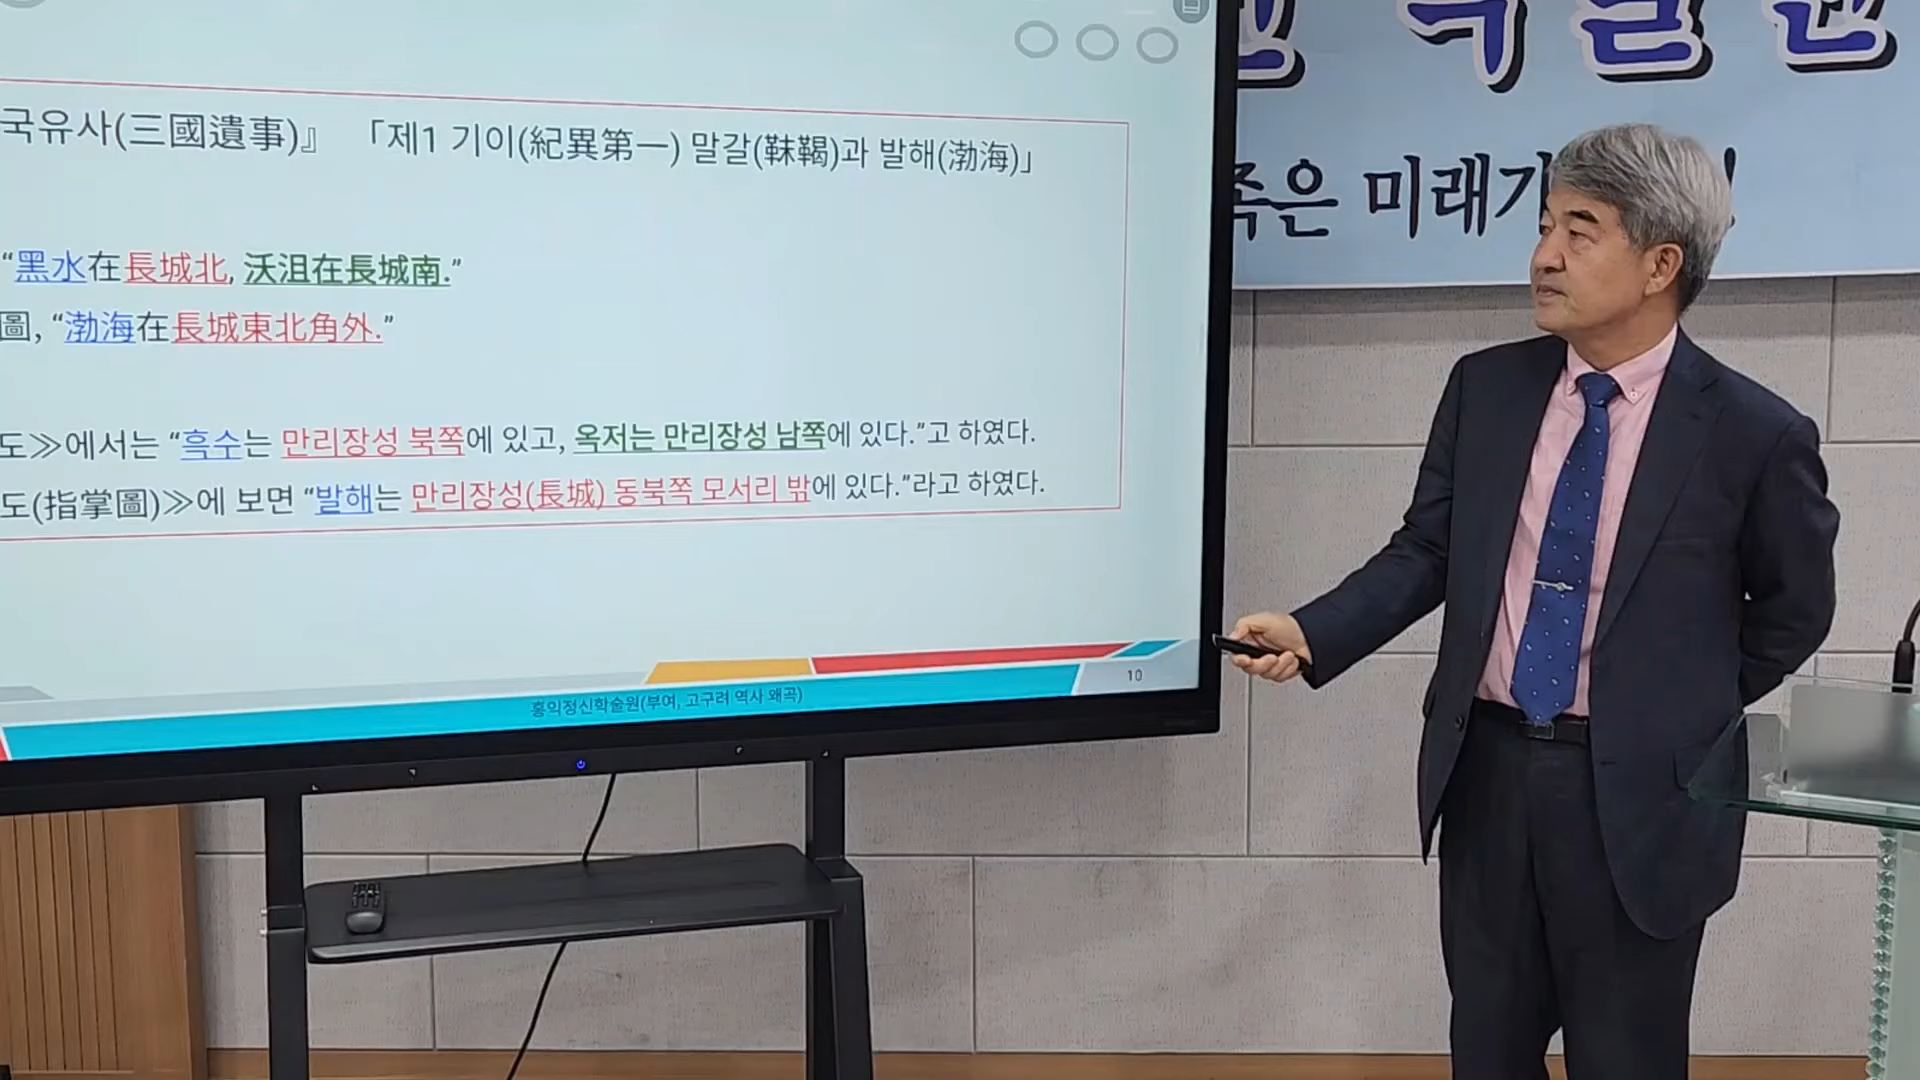 국유사(三國遺事)』 「제1 기이(紀異第一) 말갈(靺鞨)과 발해(渤海)」
“黑水在長城北, 沃沮在長城南.”
圖, “渤海在長城東北角外.”
도≫에서는 “흑수는 만리장성 북쪽에 있고, 옥저는 만리장성 남쪽에 있다.”고 하였다.
도(指掌圖)≫에 보면 “발해는 만리장성(長城) 동북쪽 모서리 밖에 있다.”라고 하였다.
홍익정신학술원(부여, 고구려 역사 왜곡)
10
족은 미래가